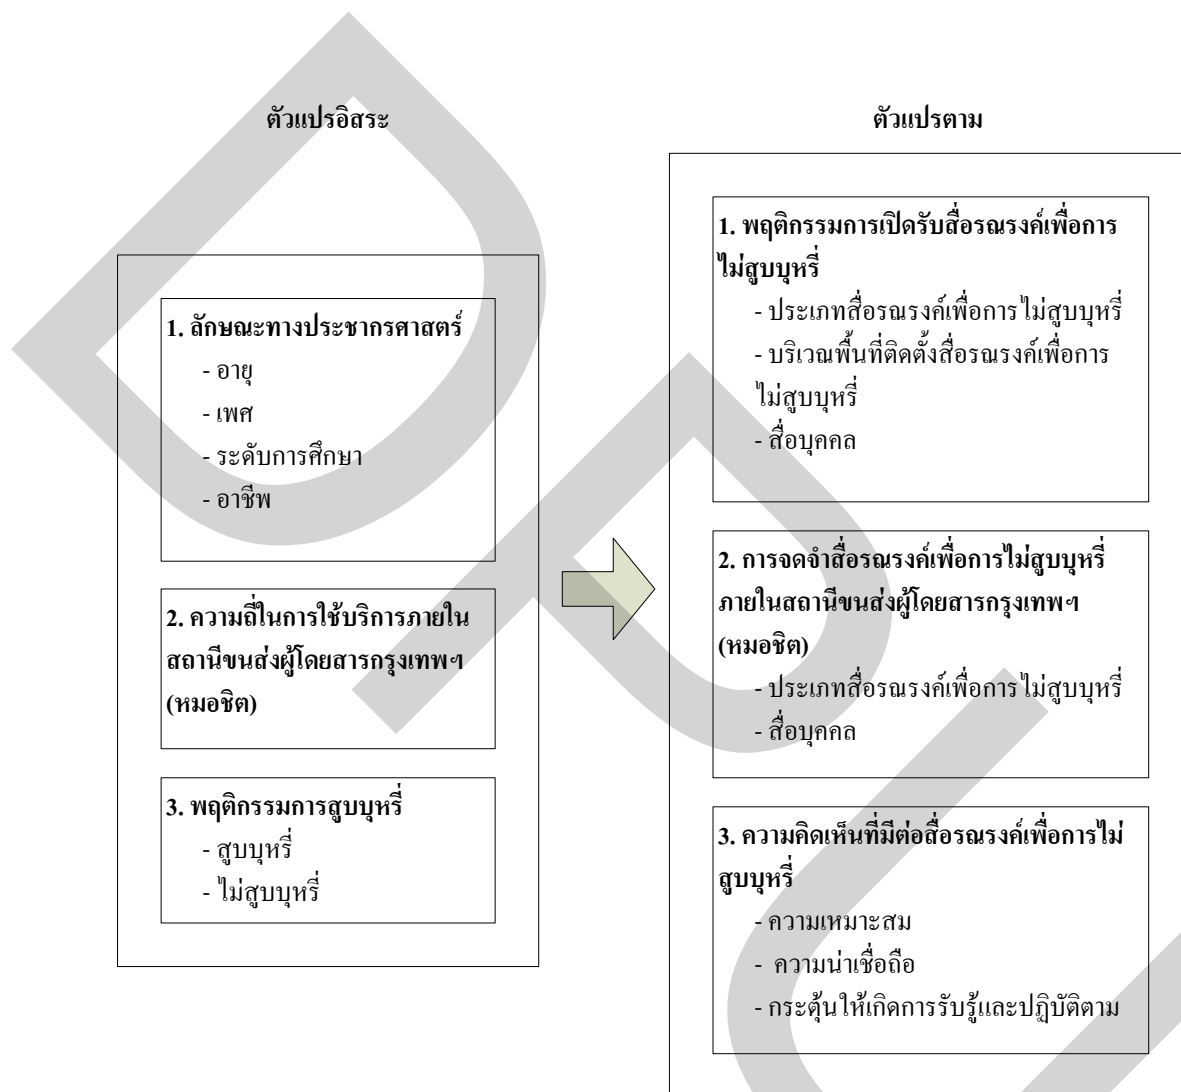 ตัวแปรอิสระ
1. ลักษณะทางประชากรศาสตร์
- อายุ
- เพศ
- ระดับการศึกษา
- อาชีพ
2. ความถี่ในการใช้บริการภายใน
สถานีขนส่งผู้โดยสารกรุงเทพฯ
(หมอชิต)
3. พฤติกรรมการสูบบุหรี่
- สูบบุหรี่
- ไม่สูบบุหรี่
ตัวแปรตาม
1. พฤติกรรมการเปิดรับสื่อรณรงค์เพื่อการ
ไม่สูบบุหรี่
- ประเภทสื่อรณรงค์เพื่อการไม่สูบบุหรี่
- บริเวณพื้นที่ติดตั้งสื่อรณรงค์เพื่อการ
ไม่สูบบุหรี่
- สื่อบุคคล
2. การจดจำสื่อรณรงค์เพื่อการไม่สูบบุหรี่
ภายในสถานีขนส่งผู้โดยสารกรุงเทพฯ
(หมอชิต)
- ประเภทสื่อรณรงค์เพื่อการไม่สูบบุหรี่
- สื่อบุคคล
3. ความคิดเห็นที่มีต่อสื่อรณรงค์เพื่อการไม่
สูบบุหรี่
- ความเหมาะสม
- ความน่าเชื่อถือ
- กระตุ้นให้เกิดการรับรู้และปฏิบัติตาม